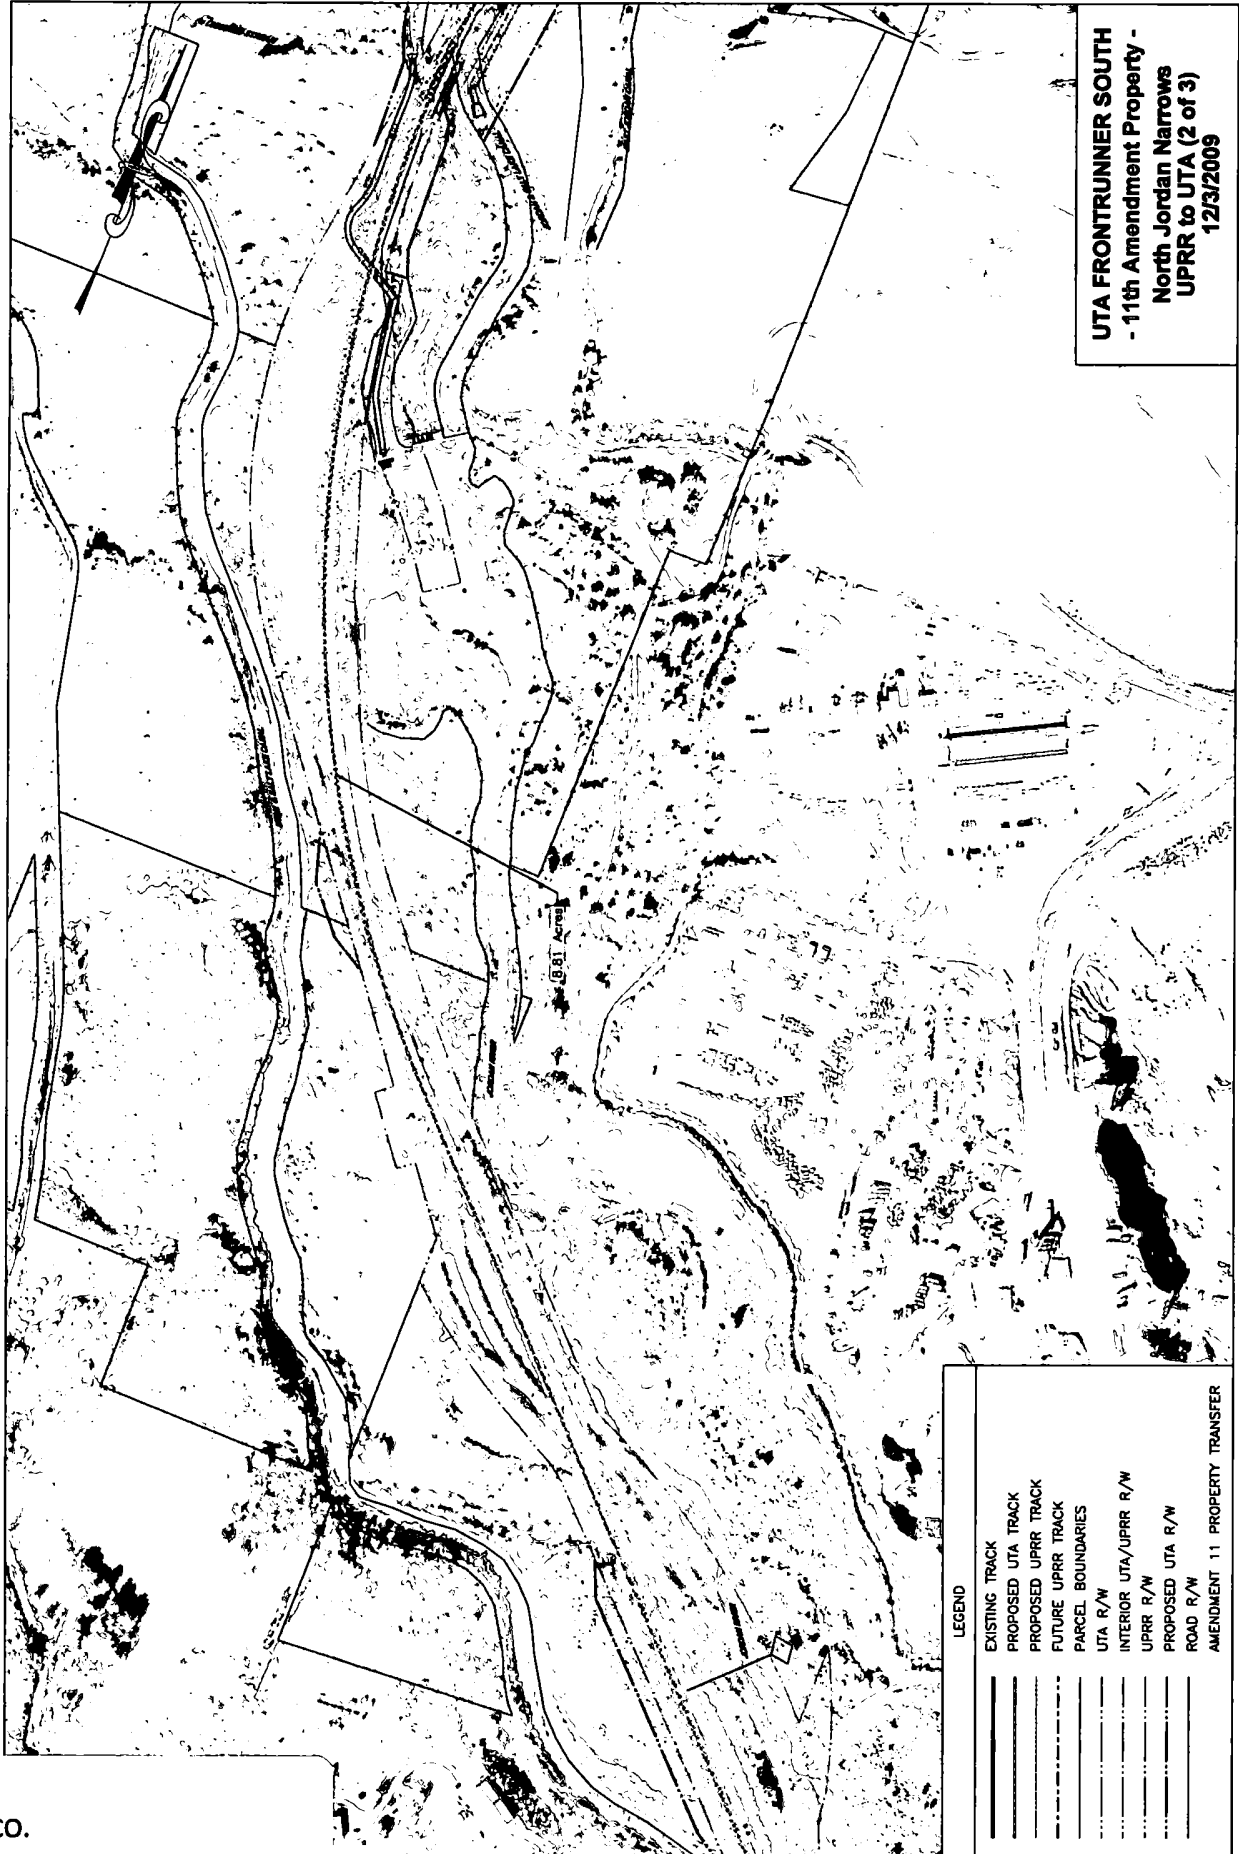 UTA FRONTRUNNER SOUTH
- 11th Amendment Property -
North Jordan Narrows
UPRR to UTA (2 of 3)
12/3/2009
8.81 Acres
LEGEND
EXISTING TRACK
PROPOSED UTA TRACK
PROPOSED UPRR TRACK
FUTURE UPRR TRACK
PARCEL BOUNDARIES
UTA R/W
INTERIOR UTA/UPRR R/W
UPRR R/W
PROPOSED UTA R/W
ROAD R/W
AMENDMENT 11 PROPERTY TRANSFER
CO.